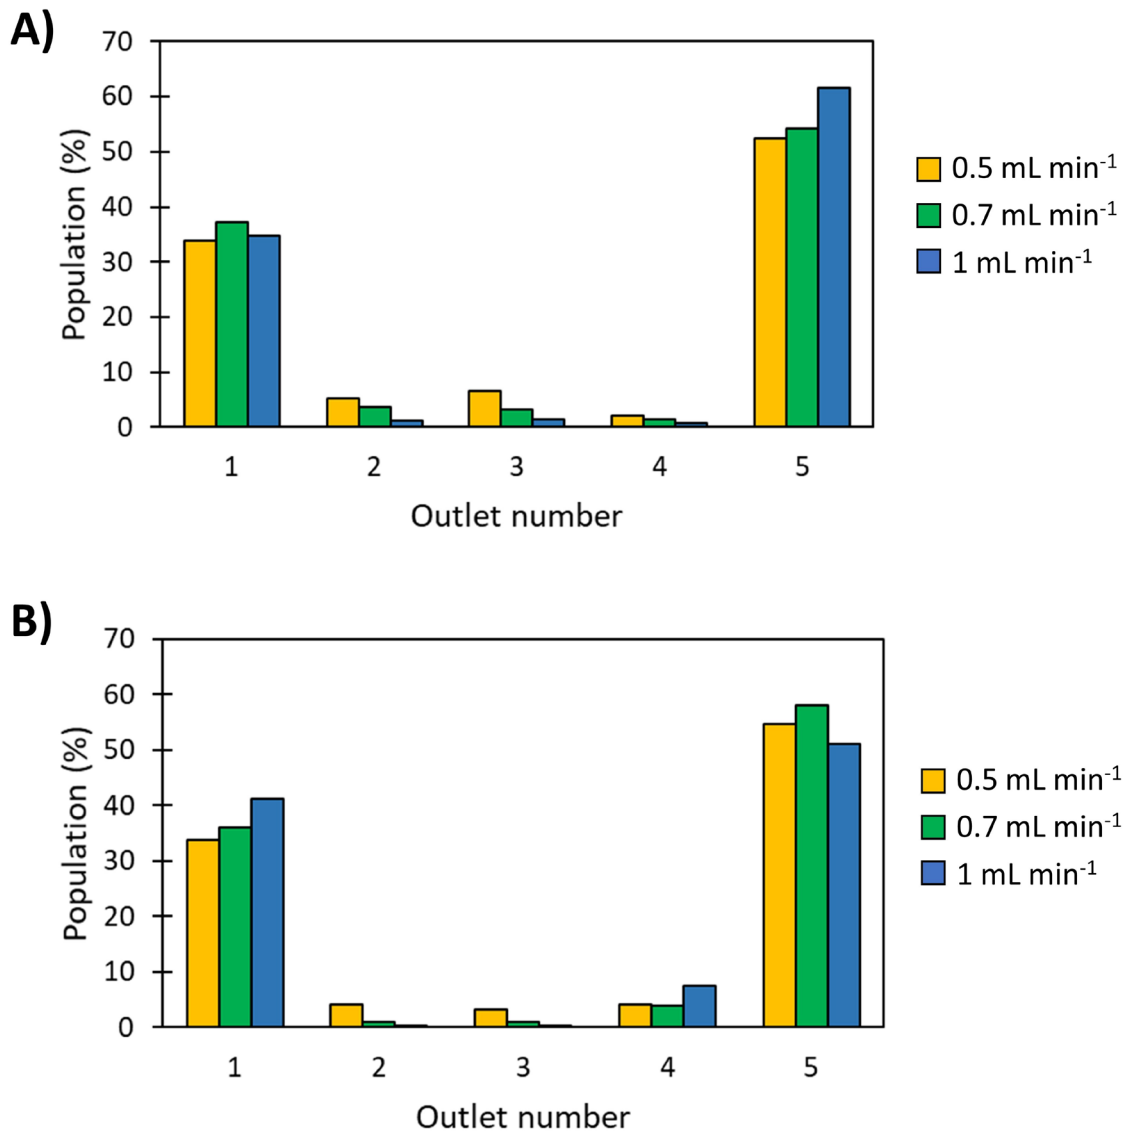 A)
70
60
50
40
30
20
10
0
Population (%)
1 2 3 4 5
Outlet number
0.5 mL min⁻¹
0.7 mL min⁻¹
1 mL min⁻¹
B)
70
60
50
40
30
20
10
0
Population (%)
1 2 3 4 5
Outlet number
0.5 mL min⁻¹
0.7 mL min⁻¹
1 mL min⁻¹